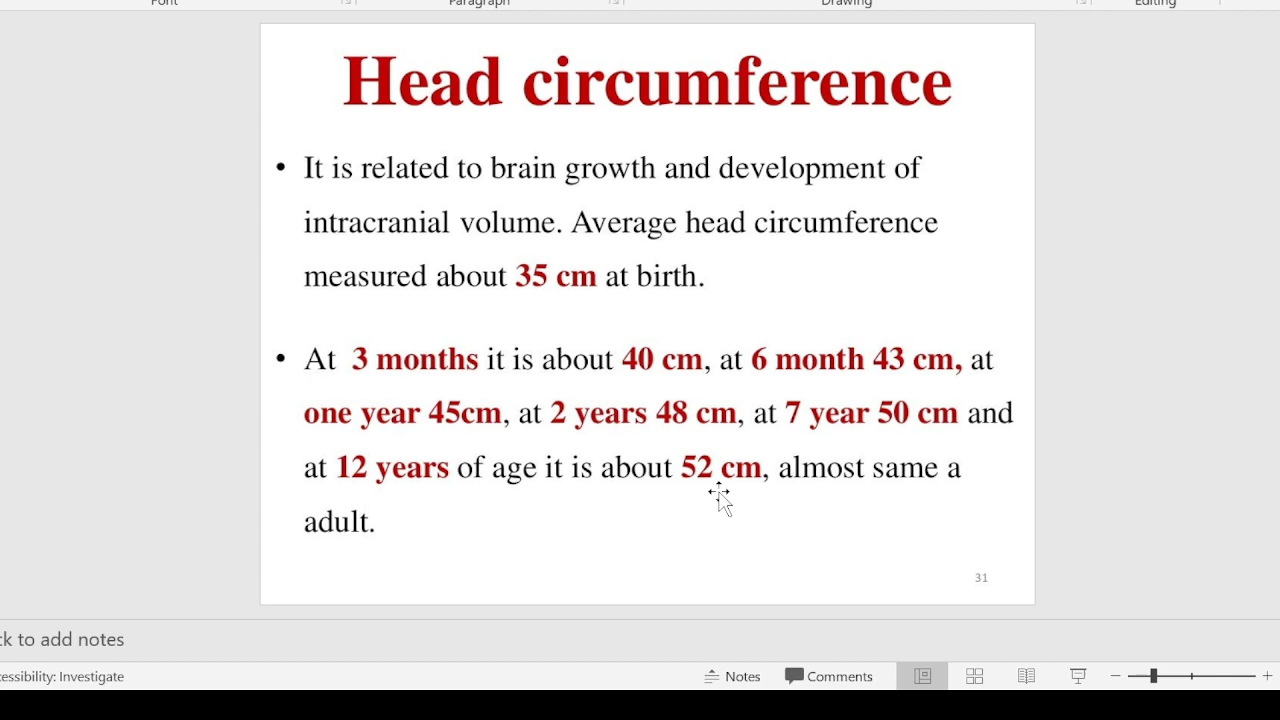 Font Paragraph Drawing Editing
Head circumference
• It is related to brain growth and development of
intracranial volume. Average head circumference
measured about 35 cm at birth.
• At 3 months it is about 40 cm, at 6 month 43 cm, at
one year 45cm, at 2 years 48 cm, at 7 year 50 cm and
at 12 years of age it is about 52 cm, almost same a
adult.
31
ck to add notes
essibility: Investigate Notes Comments